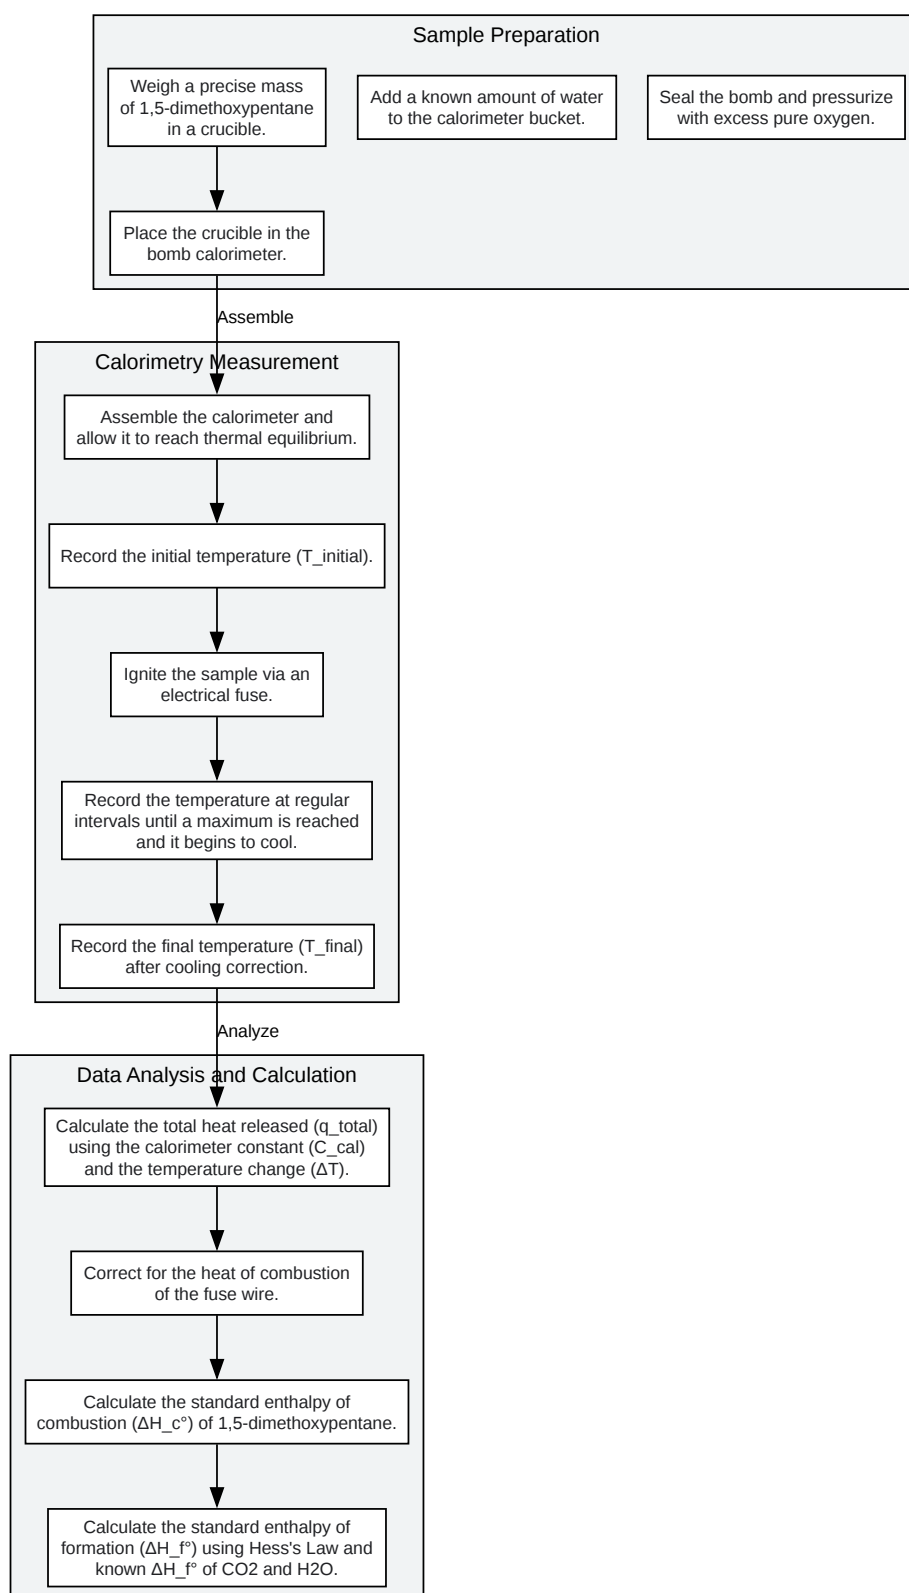 Sample Preparation
Weigh a precise mass
of 1,5-dimethoxypentane
in a crucible.
Add a known amount of water
to the calorimeter bucket.
Seal the bomb and pressurize
with excess pure oxygen.
Place the crucible in the
bomb calorimeter.
Assemble
Calorimetry Measurement
Assemble the calorimeter and
allow it to reach thermal equilibrium.
Record the initial temperature (T_initial).
Ignite the sample via an
electrical fuse.
Record the temperature at regular
intervals until a maximum is reached
and it begins to cool.
Record the final temperature (T_final)
after cooling correction.
Analyze
Data Analysis and Calculation
Calculate the total heat released (q_total)
using the calorimeter constant (C_cal)
and the temperature change (ΔT).
Correct for the heat of combustion
of the fuse wire.
Calculate the standard enthalpy of
combustion (ΔH_c°) of 1,5-dimethoxypentane.
Calculate the standard enthalpy of
formation (ΔH_f°) using Hess's Law and
known ΔH_f° of CO2 and H2O.